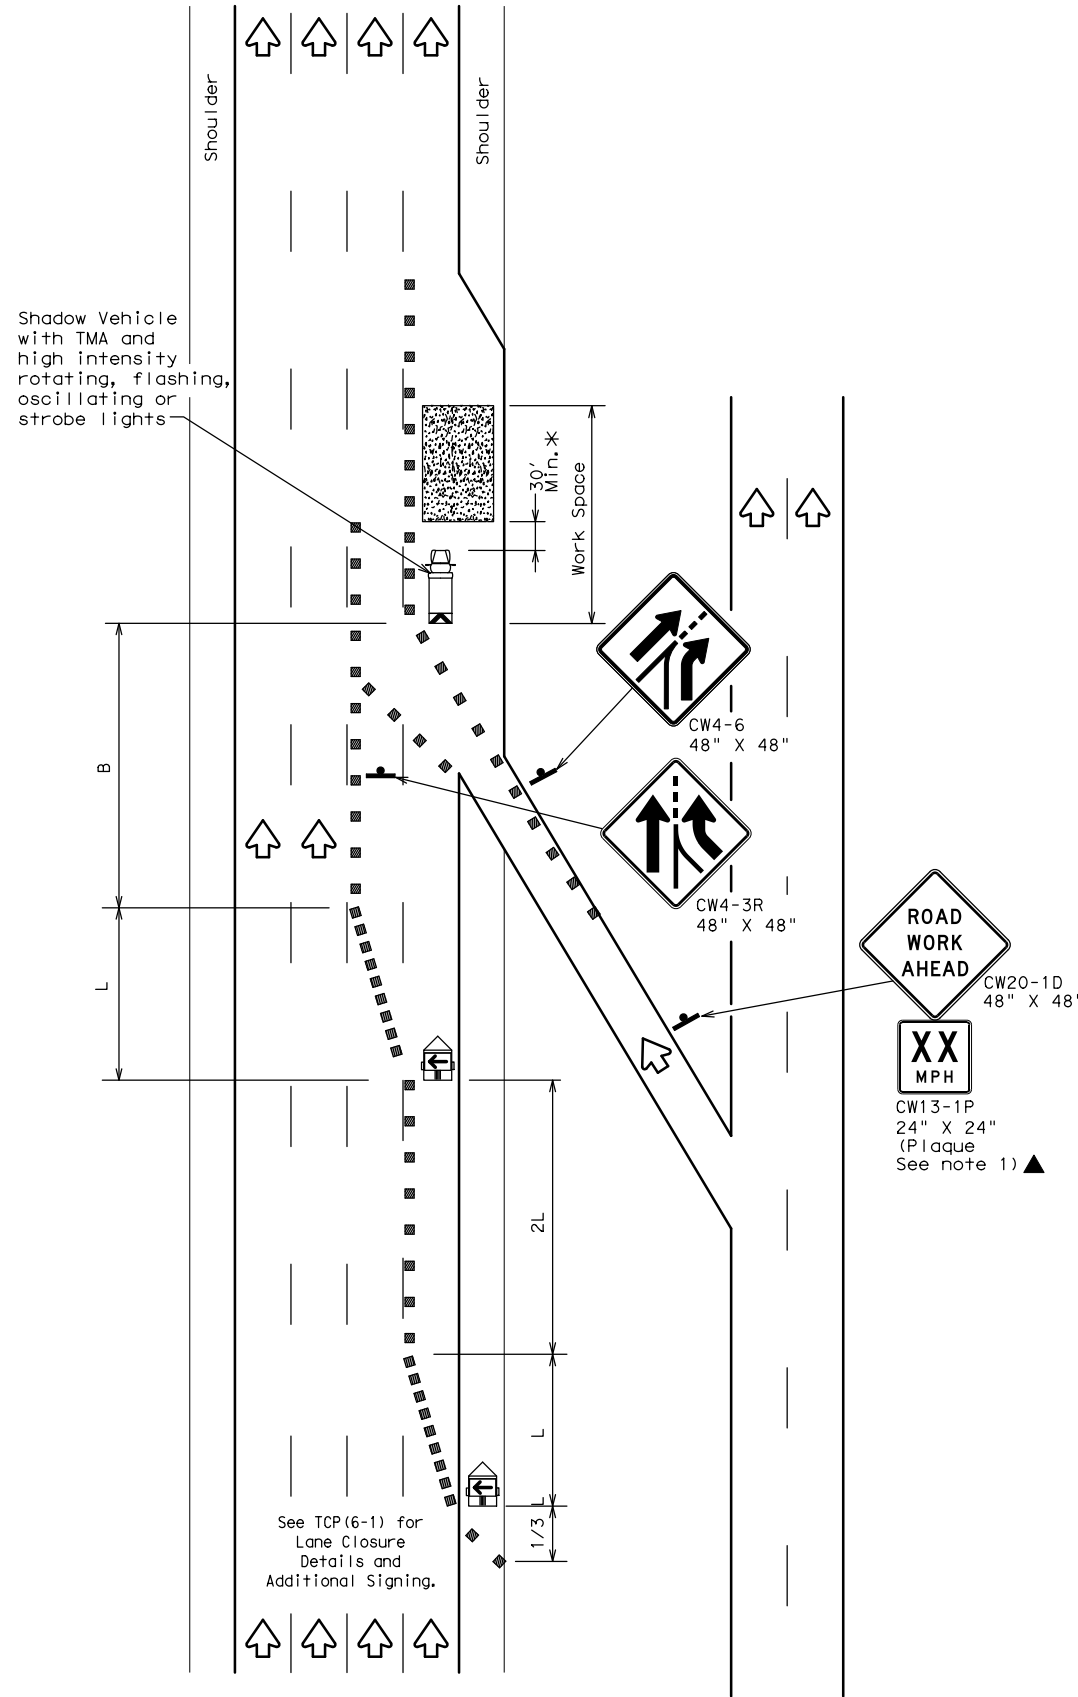 Shoulder
Shoulder
Shadow Vehicle
with TMA and
high intensity
rotating, flashing,
oscillating or
strobe lights
30'
Min.*
Work Space
CW4-6
48" X 48"
B
CW4-3R
48" X 48"
ROAD
WORK
AHEAD
CW20-1D
48" X 48"
L
XX
MPH
CW13-1P
24" X 24"
(Plaque
See note 1)
2L
L
1/3 L
See TCP(6-1) for
Lane Closure
Details and
Additional Signing.